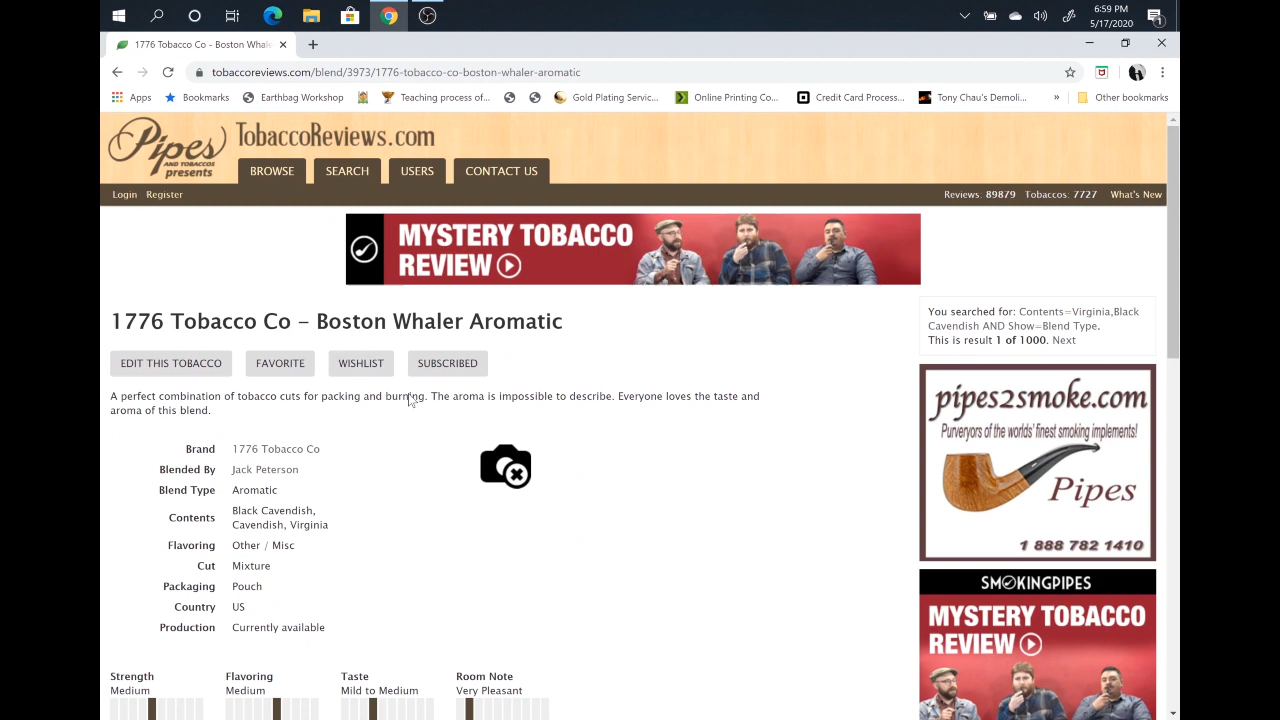 6:59 PM
5/17/2020
1
1776 Tobacco Co - Boston Whale
tobaccoreviews.com/blend/3973/1776-tobacco-co-boston-whaler-aromatic
Apps Bookmarks Earthbag Workshop Teaching process of... Gold Plating Servic... Online Printing Co... Credit Card Process... Tony Chau's Demoli... » Other bookmarks
Pipes
AND TOBACCOS
presents
TobaccoReviews.com
BROWSE SEARCH USERS CONTACT US
Login Register Reviews: 89879 Tobaccos: 7727 What's New
MYSTERY TOBACCO
REVIEW
1776 Tobacco Co – Boston Whaler Aromatic
EDIT THIS TOBACCO FAVORITE WISHLIST SUBSCRIBED
A perfect combination of tobacco cuts for packing and burning. The aroma is impossible to describe. Everyone loves the taste and
aroma of this blend.
Brand 1776 Tobacco Co
Blended By Jack Peterson
Blend Type Aromatic
Contents Black Cavendish,
Cavendish, Virginia
Flavoring Other / Misc
Cut Mixture
Packaging Pouch
Country US
Production Currently available
Strength Flavoring Taste Room Note
Medium Medium Mild to Medium Very Pleasant
You searched for: Contents=Virginia,Black
Cavendish AND Show=Blend Type.
This is result 1 of 1000. Next
pipes2smoke.com
Purveryors of the worlds' finest smoking implements!
Pipes
1 888 782 1410
SMOKINGPIPES
MYSTERY TOBACCO
REVIEW